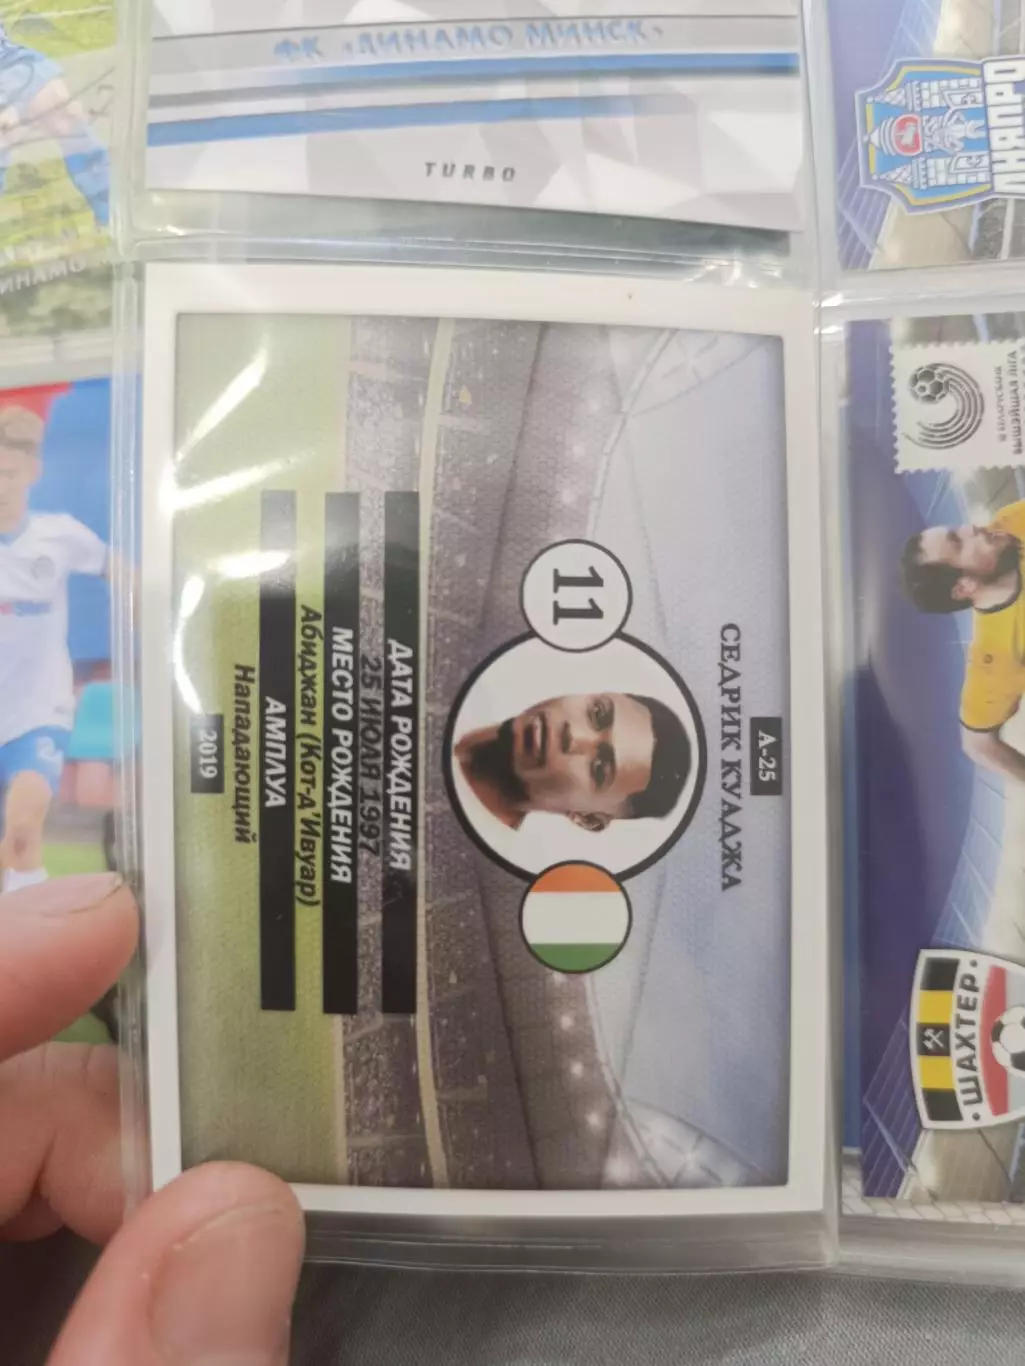 ФК «ДИНАМО МИНСК»
TURBO
ДНЯПРО
ДИНАМО
А-25
СЕДРИК КУАДЖА
11
ДАТА РОЖДЕНИЯ
25 ИЮЛЯ 1997
МЕСТО РОЖДЕНИЯ
Абиджан (Кот-д'Ивуар)
АМПЛУА
Нападающий
2019
ШАХТЕР